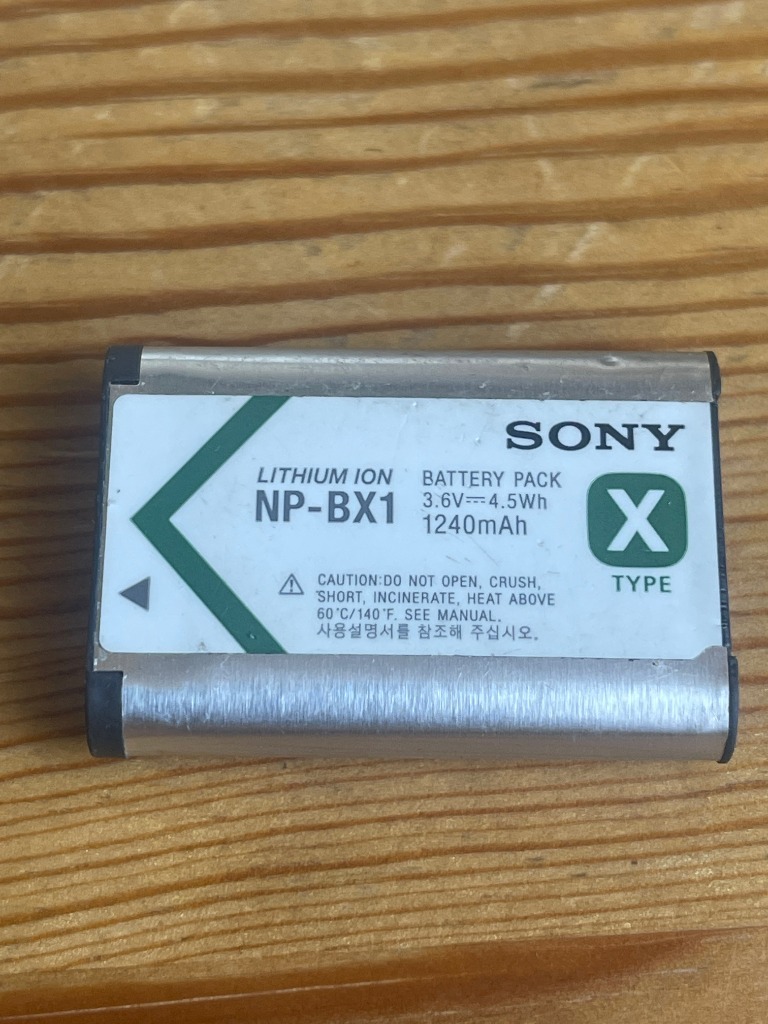 SONY
LITHIUM ION
NP-BX1
BATTERY PACK
3.6V⎓4.5Wh
1240mAh
X
TYPE
CAUTION:DO NOT OPEN, CRUSH,
SHORT, INCINERATE, HEAT ABOVE
60°C/140°F. SEE MANUAL.
사용설명서를 참조해 주십시오.